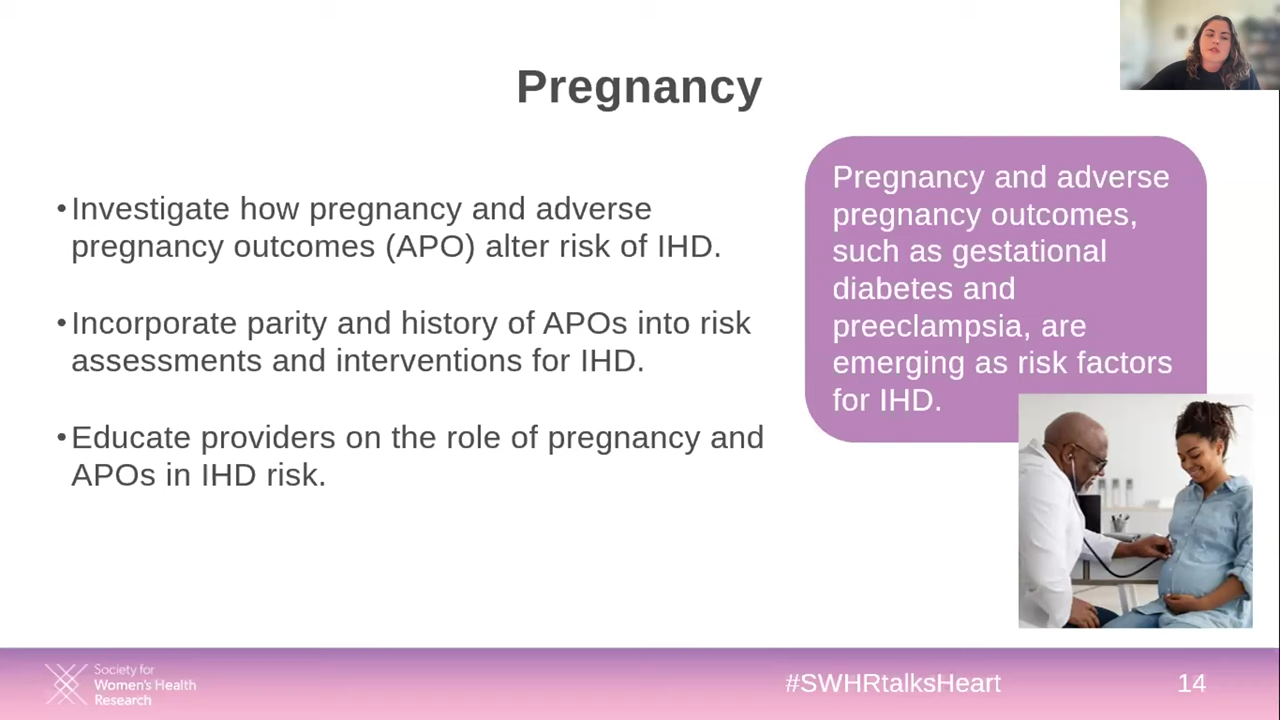 Pregnancy
•Investigate how pregnancy and adverse
pregnancy outcomes (APO) alter risk of IHD.
•Incorporate parity and history of APOs into risk
assessments and interventions for IHD.
•Educate providers on the role of pregnancy and
APOs in IHD risk.
Pregnancy and adverse
pregnancy outcomes,
such as gestational
diabetes and
preeclampsia, are
emerging as risk factors
for IHD.
Society for
Women's Health
Research
#SWHRtalksHeart
14